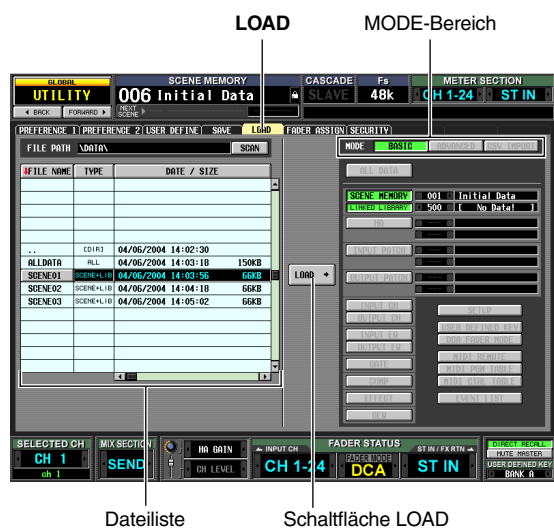 LOAD
MODE-Bereich
GLOBAL
UTILITY
SCENE MEMORY
006 Initial Data
CASCADE
SLAVE
Fs
48k
METER SECTION
CH 1-24
ST IN
BACK
FORWARD
NEXT SCENE
PREFERENCE 1
PREFERENCE 2
USER DEFINE
SAVE
LOAD
FADER ASSIGN
SECURITY
FILE PATH
\DATA\
SCAN
MODE
BASIC
ADVANCED
CSV IMPORT
FILE NAME
TYPE
DATE / SIZE
..
[DIR]
04/06/2004 14:02:30
ALLDATA
ALL
04/06/2004 14:03:18
150KB
SCENE01
SCENE+LIB
04/06/2004 14:03:56
66KB
SCENE02
SCENE+LIB
04/06/2004 14:04:18
66KB
SCENE03
SCENE+LIB
04/06/2004 14:05:02
66KB
LOAD
ALL DATA
SCENE MEMORY
001
Initial Data
LINKED LIBRARY
500
[ No Data! ]
HA
INPUT PATCH
OUTPUT PATCH
INPUT CH
OUTPUT CH
INPUT EQ
OUTPUT EQ
GATE
COMP
EFFECT
GEQ
SETUP
USER DEFINED KEY
DCA FADER MODE
MIDI REMOTE
MIDI PGM TABLE
MIDI CTRL TABLE
EVENT LIST
SELECTED CH
CH 1
ch 1
MIX SECTION
SEND
HA GAIN
CH LEVEL
FADER STATUS
INPUT CH
CH 1-24
FADER MODE
DCA
ST IN / FX RTN
ST IN
DIRECT RECALL
MUTE MASTER
USER DEFINED KEY
BANK A
Dateiliste
Schaltfläche LOAD